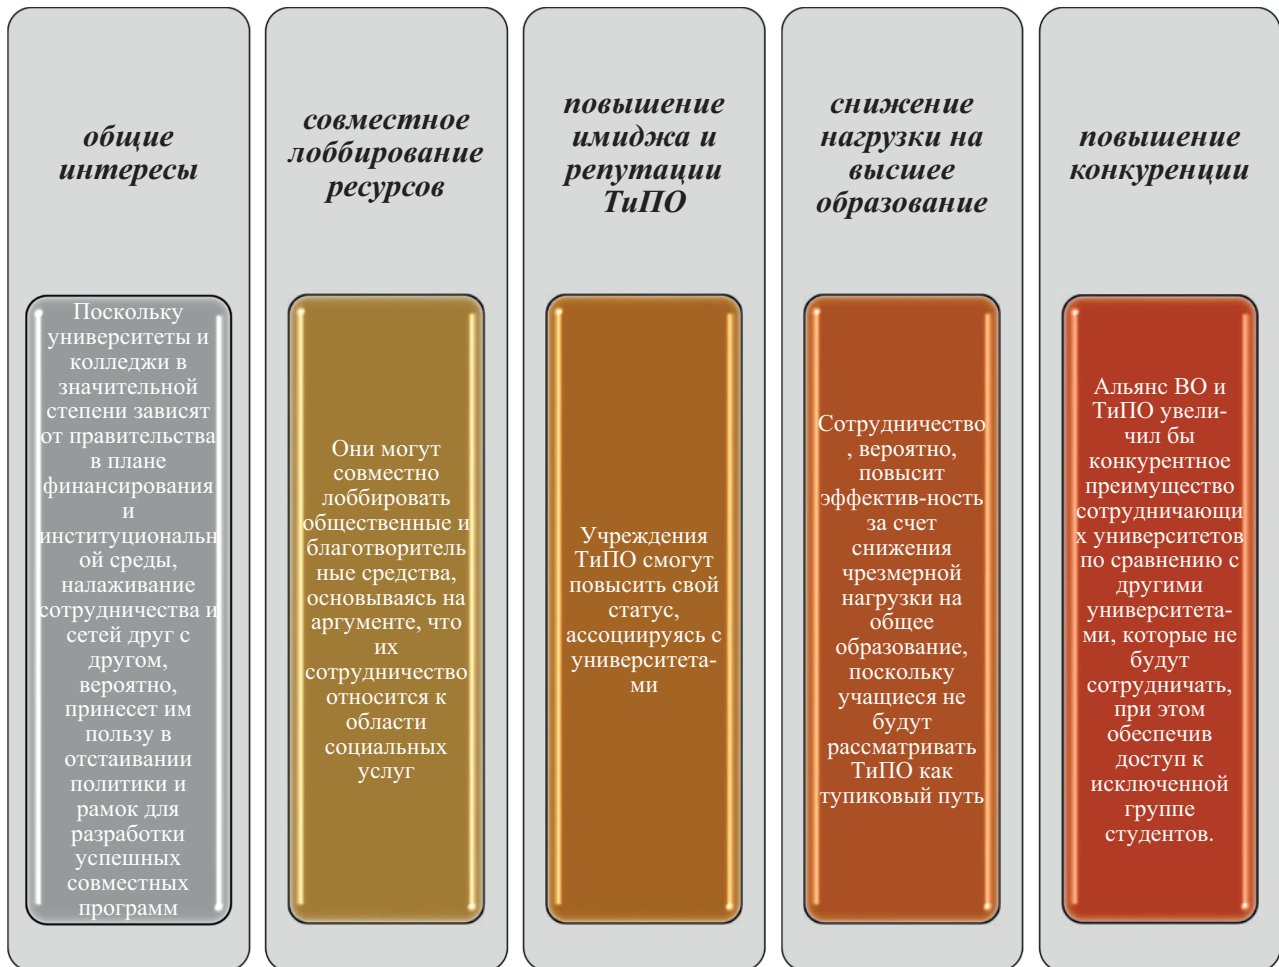 общие
интересы
Поскольку
университеты и
колледжи в
значительной
степени зависят
от правительства
в плане
финансирования
и
институциональн
ой среды,
налаживание
сотрудничества и
сетей друг с
другом,
вероятно,
принесет им
пользу в
отстаивании
политики и
рамок для
разработки
успешных
совместных
программ
совместное
лоббирование
ресурсов
Они могут
совместно
лоббировать
общественные и
благотворитель
ные средства,
основываясь на
аргументе, что
их
сотрудничество
относится к
области
социальных
услуг
повышение
имиджа и
репутации
ТиПО
Учреждения
ТиПО смогут
повысить свой
статус,
ассоциируясь с
университета-
ми
снижение
нагрузки на
высшее
образование
Сотрудничество
, вероятно,
повысит
эффектив-ность
за счет
снижения
чрезмерной
нагрузки на
общее
образование,
поскольку
учащиеся не
будут
рассматривать
ТиПО как
тупиковый путь
повышение
конкуренции
Альянс ВО и
ТиПО увели-
чил бы
конкурентное
преимущество
сотрудничающи
х университетов
по сравнению с
другими
университета-
ми, которые не
будут
сотрудничать,
при этом
обеспечив
доступ к
исключенной
группе
студентов.